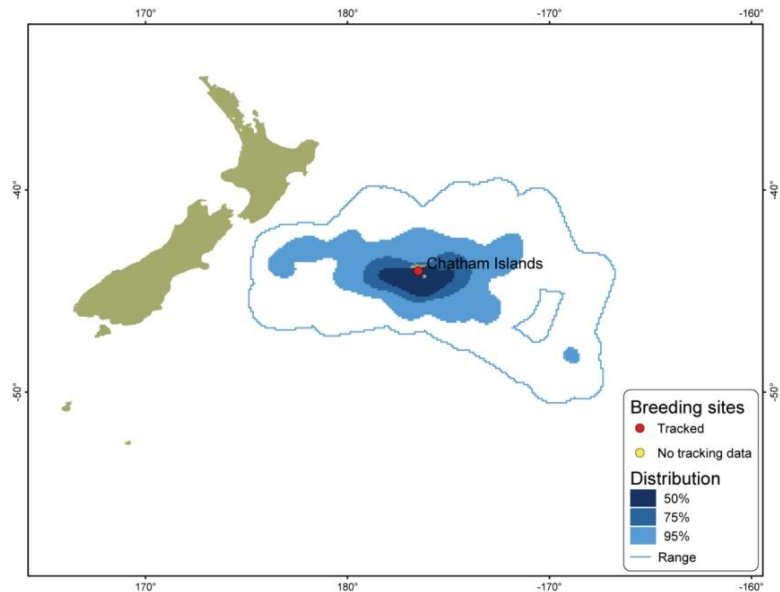 170°
180°
-170°
-160°
-40°
-40°
Chatham Islands
-50°
-50°
Breeding sites
Tracked
No tracking data
Distribution
50%
75%
95%
Range
170°
180°
-170°
-160°